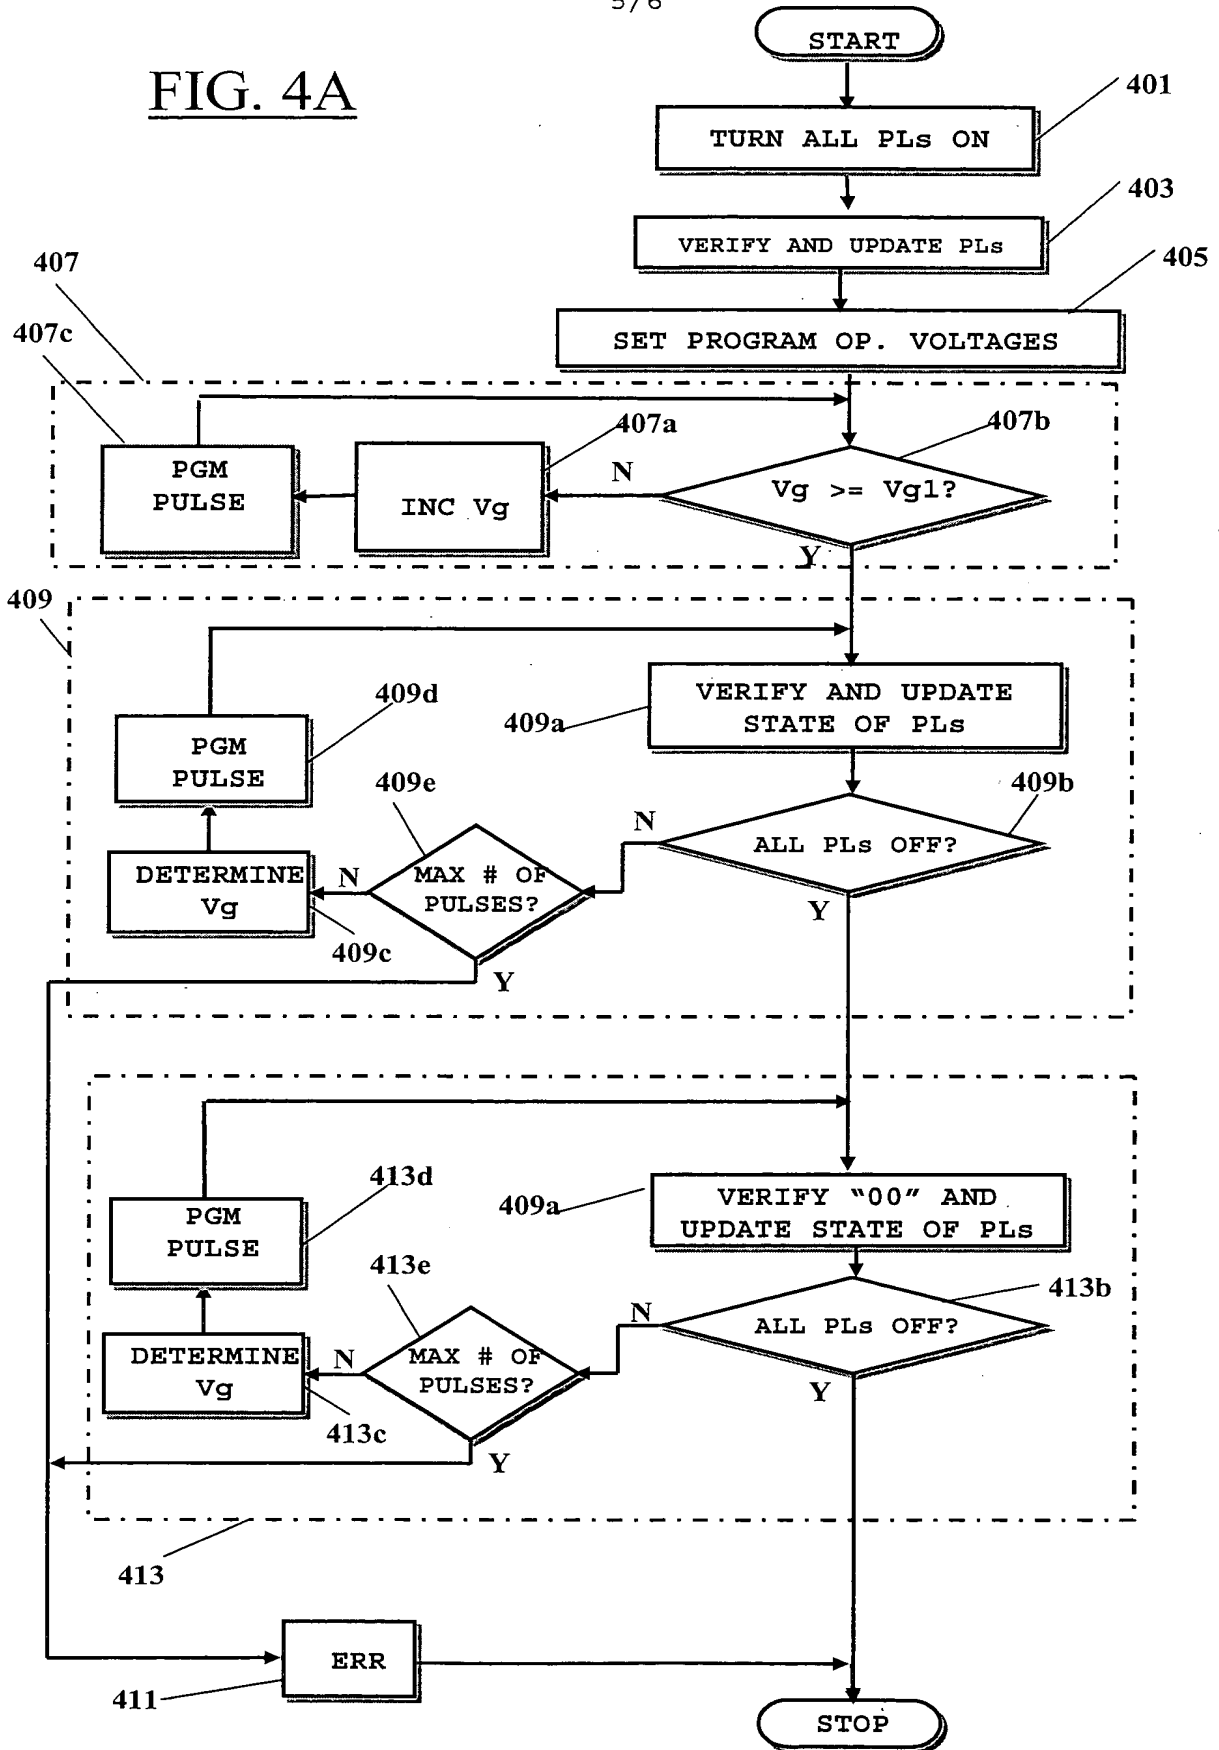 5/6
START
FIG. 4A
401
TURN ALL PLs ON
403
VERIFY AND UPDATE PLs
405
SET PROGRAM OP. VOLTAGES
407
407c
407a
407b
PGM
PULSE
INC Vg
N
Vg >= Vg1?
Y
409
409d
409a
VERIFY AND UPDATE
STATE OF PLs
PGM
PULSE
409e
409b
N
ALL PLs OFF?
DETERMINE
Vg
N
MAX # OF
PULSES?
Y
409c
Y
413d
409a
VERIFY “00” AND
UPDATE STATE OF PLs
PGM
PULSE
413e
413b
N
ALL PLs OFF?
DETERMINE
Vg
N
MAX # OF
PULSES?
Y
413c
Y
413
ERR
411
STOP